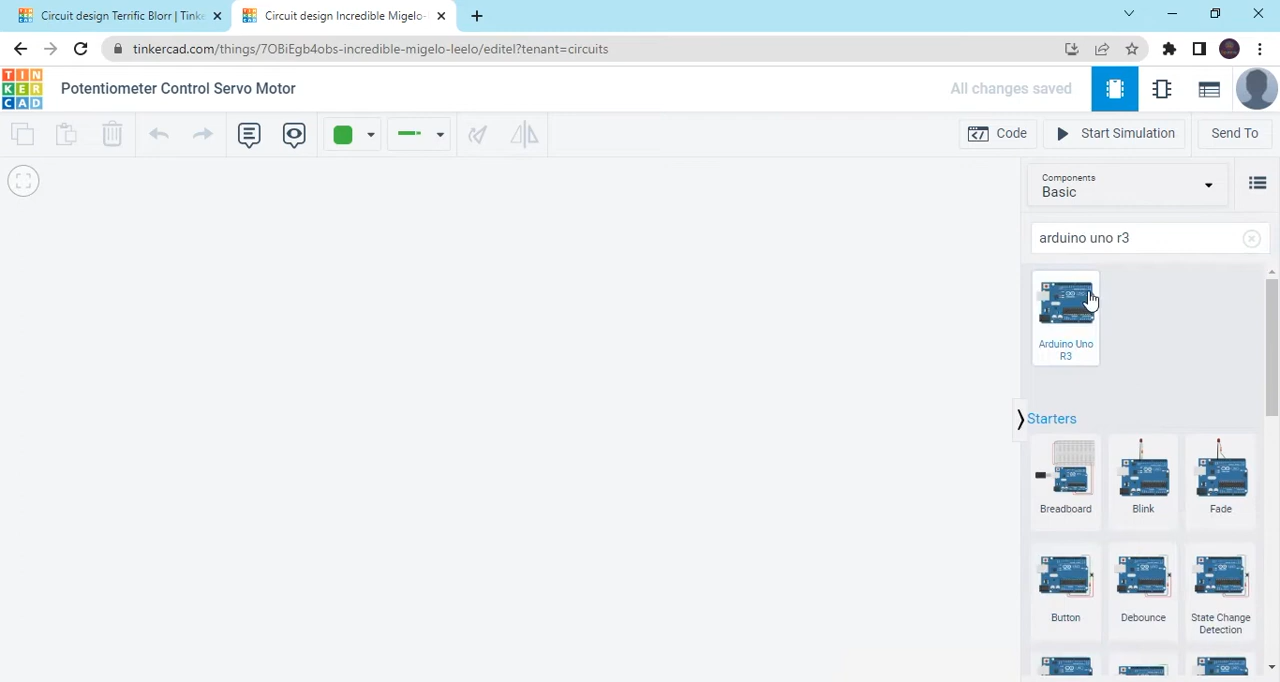 Circuit design Terrific Blorr | Tinke
Circuit design Incredible Migelo-
tinkercad.com/things/7OBiEgb4obs-incredible-migelo-leelo/editel?tenant=circuits
TIN
KER
CAD
Potentiometer Control Servo Motor
All changes saved
Code
Start Simulation
Send To
Components
Basic
arduino uno r3
Arduino Uno
R3
Starters
Breadboard
Blink
Fade
Button
Debounce
State Change
Detection